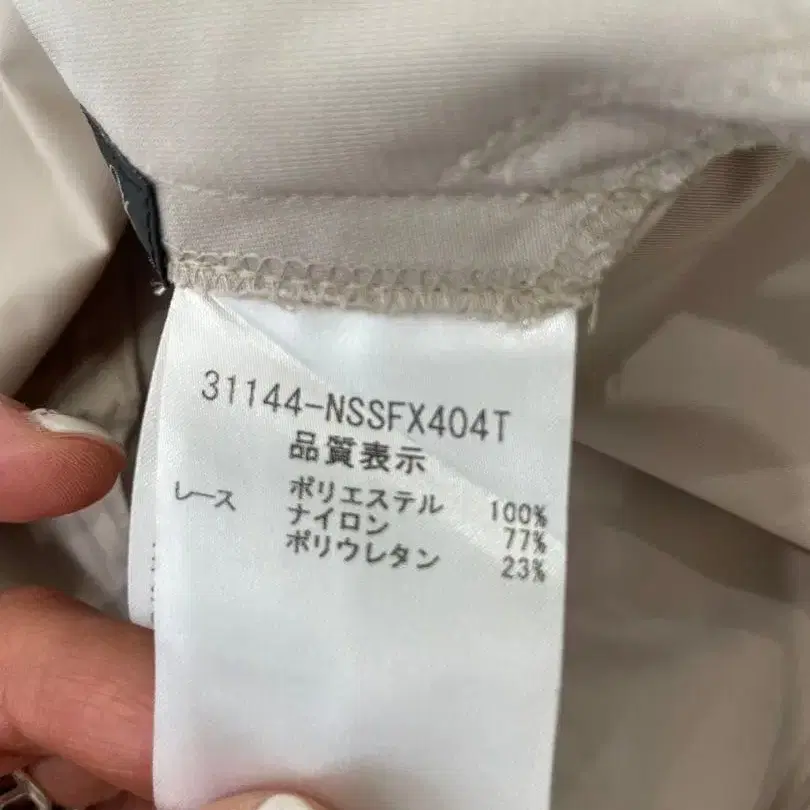 31144-NSSFX404T
品質表示
ポリエステル 100%
レース ナイロン 77%
ポリウレタン 23%